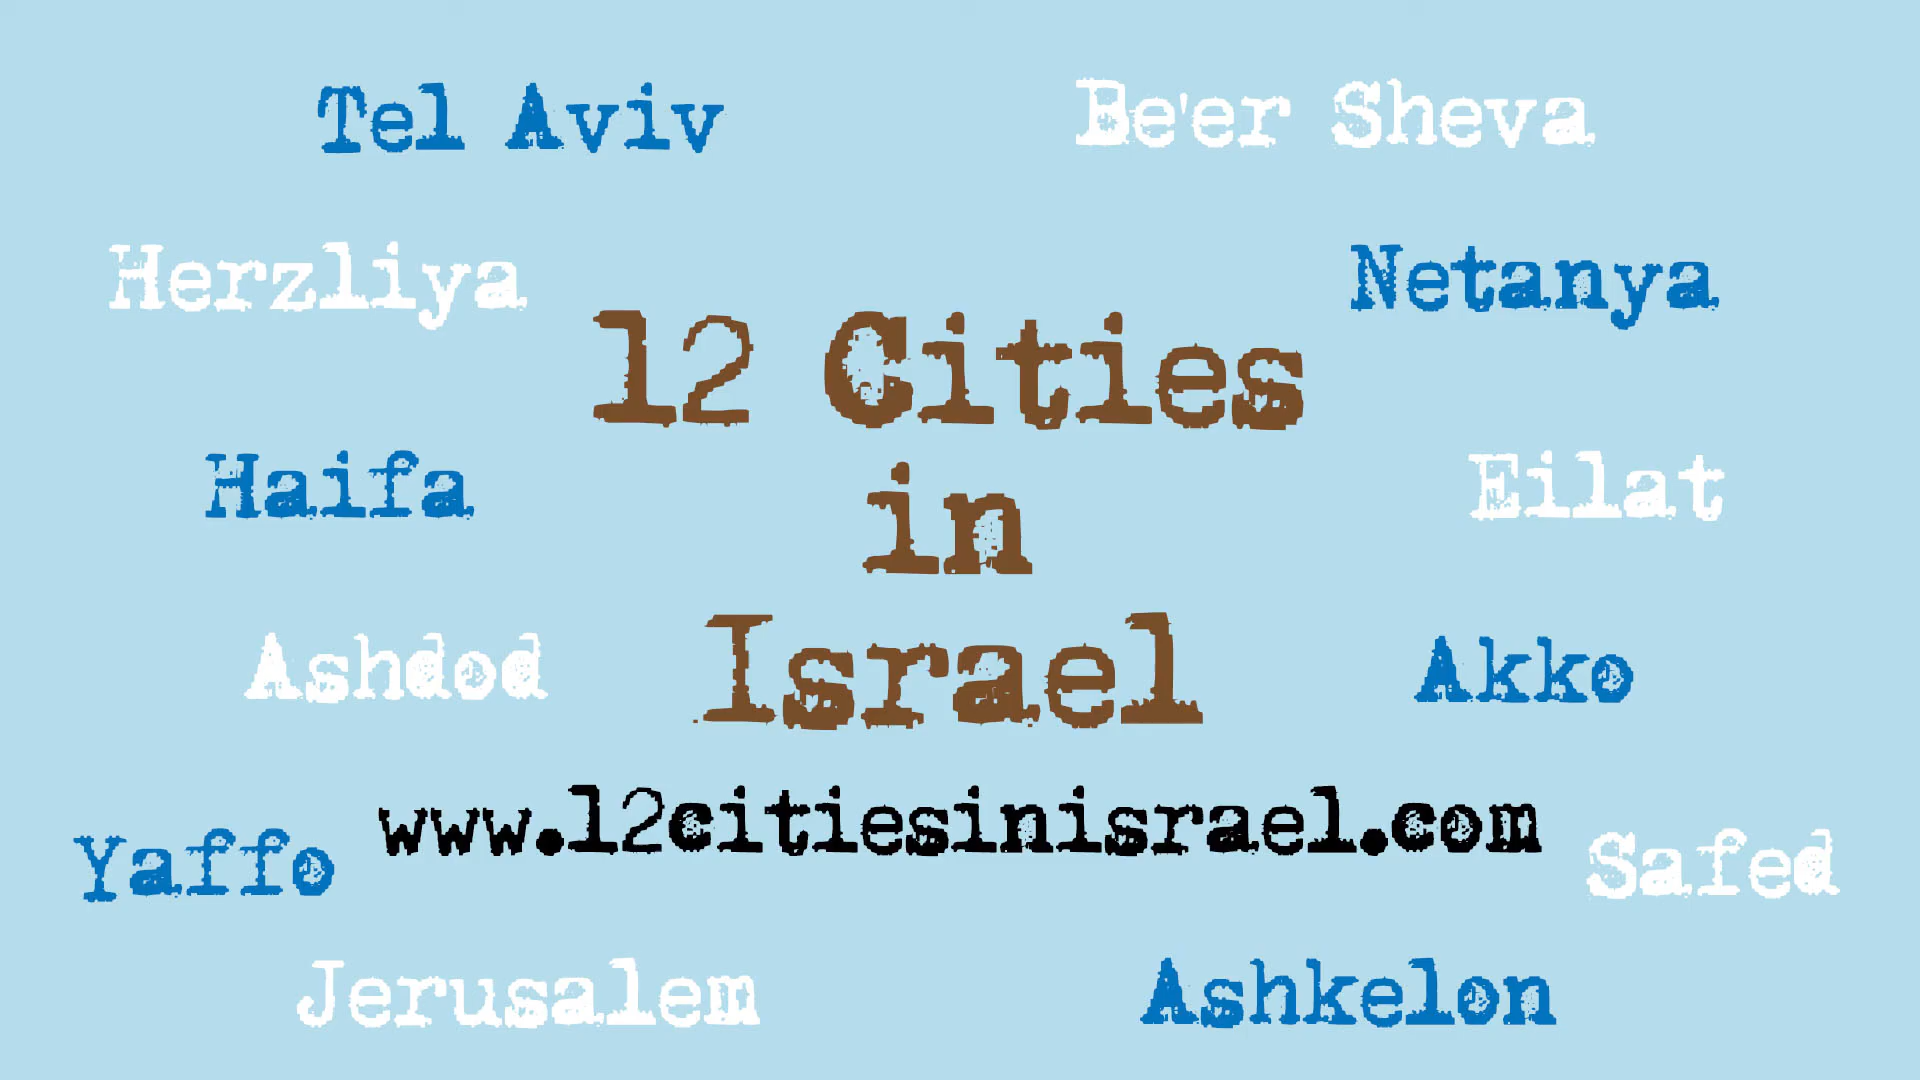 Tel Aviv
Be'er Sheva
Herzliya
Netanya
12 Cities
in
Israel
Haifa
Eilat
Ashdod
Akko
www.12citiesinisrael.com
Yaffo
Safed
Jerusalem
Ashkelon